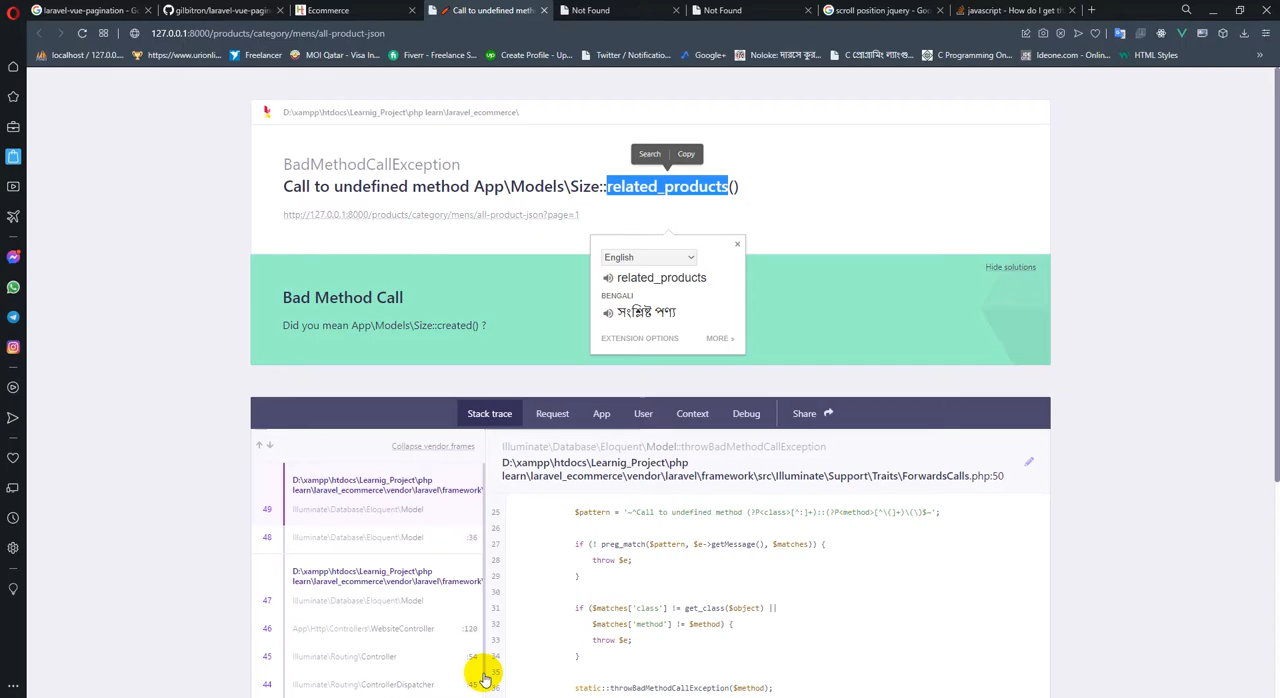 laravel-vue-pagination - G
gilbitron/laravel-vue-pagin
Ecommerce
Call to undefined meth
Not Found
Not Found
scroll position jquery - Go
javascript - How do I get th
127.0.0.1:8000/products/category/mens/all-product-json
localhost / 127.0.0....
https://www.urionli...
Freelancer
MOI Qatar - Visa In...
Fiverr - Freelance S...
Create Profile - Up...
Twitter / Notificatio...
Google+
Noloke: দারসে কুর...
C প্রোগ্রামিং ল্যাংগু...
C Programming On...
Ideone.com - Onlin...
HTML Styles
D:\xampp\htdocs\Learnig_Project\php learn\laravel_ecommerce\
Search
Copy
BadMethodCallException
Call to undefined method App\Models\Size::related_products()
http://127.0.0.1:8000/products/category/mens/all-product-json?page=1
English
related_products
BENGALI
সংশ্লিষ্ট পণ্য
EXTENSION OPTIONS
MORE »
Hide solutions
Bad Method Call
Did you mean App\Models\Size::created() ?
Stack trace
Request
App
User
Context
Debug
Share
Collapse vendor frames
D:\xampp\htdocs\Learnig_Project\php
learn\laravel_ecommerce\vendor\laravel\framework\
49 Illuminate\Database\Eloquent\Model
48 Illuminate\Database\Eloquent\Model :36
D:\xampp\htdocs\Learnig_Project\php
learn\laravel_ecommerce\vendor\laravel\framework\
47 Illuminate\Database\Eloquent\Model
46 App\Http\Controllers\WebsiteController :120
45 Illuminate\Routing\Controller :54
44 Illuminate\Routing\ControllerDispatcher :45
Illuminate\Database\Eloquent\Model::throwBadMethodCallException
D:\xampp\htdocs\Learnig_Project\php
learn\laravel_ecommerce\vendor\laravel\framework\src\Illuminate\Support\Traits\ForwardsCalls.php:50
25 $pattern = '~^Call to undefined method (?P<class>[^:]+)::(?P<method>[^\(]+)\(\)$~';
26
27 if (! preg_match($pattern, $e->getMessage(), $matches)) {
28 throw $e;
29 }
30
31 if ($matches['class'] != get_class($object) ||
32 $matches['method'] != $method) {
33 throw $e;
34 }
35
36 static::throwBadMethodCallException($method);